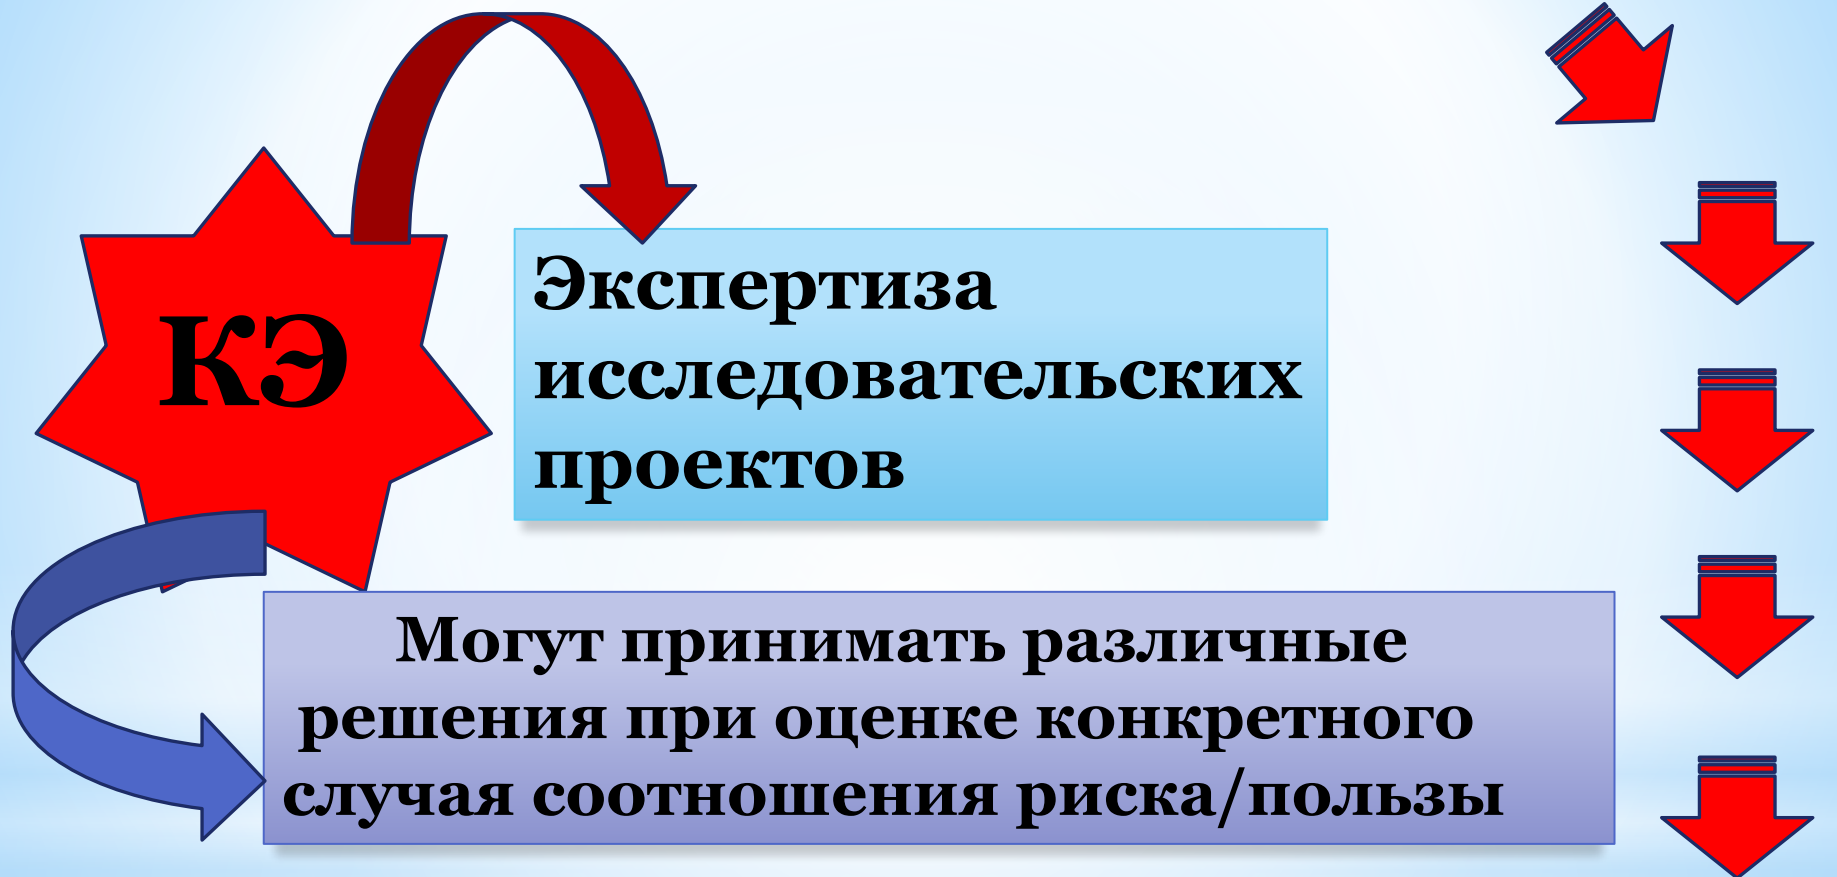 КЭ
Экспертиза
исследовательских
проектов
Могут принимать различные
решения при оценке конкретного
случая соотношения риска/пользы